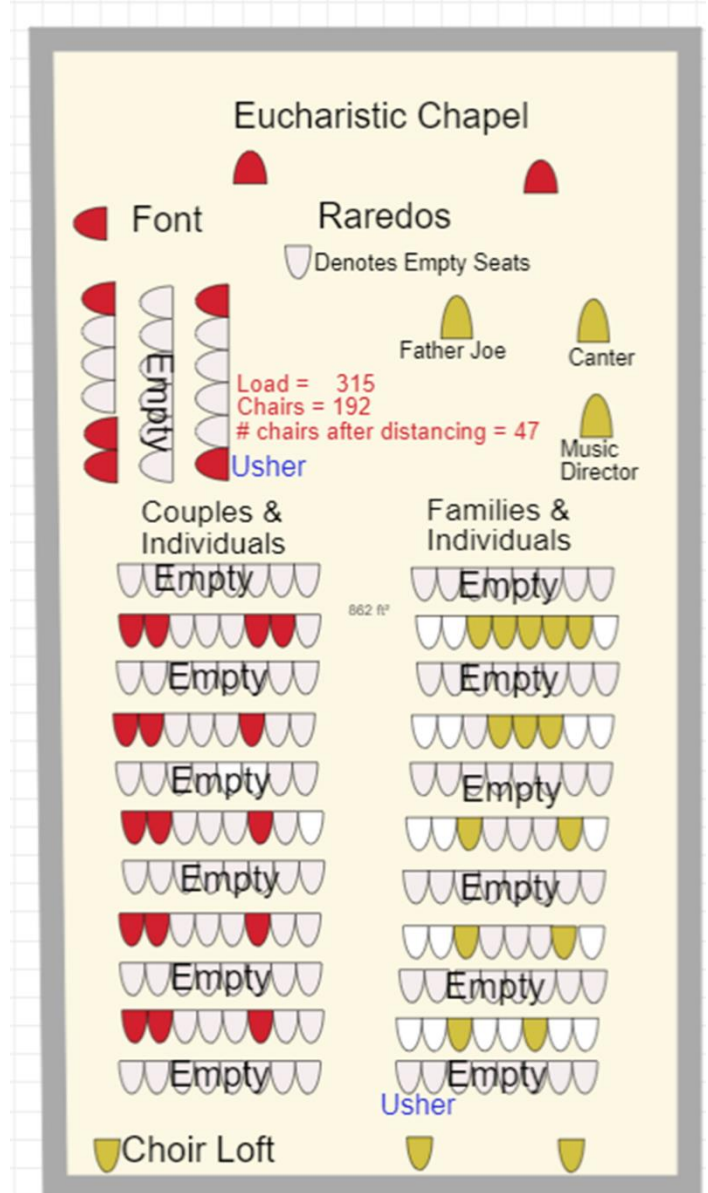 Eucharistic Chapel
Font
Raredos
Denotes Empty Seats
Father Joe
Canter
Empty
Load = 315
Chairs = 192
# chairs after distancing = 47
Usher
Music
Director
Couples &
Individuals
Families &
Individuals
Empty
Empty
862 ft²
Empty
Empty
Empty
Empty
Empty
Empty
Empty
Empty
Empty
Empty
Usher
Choir Loft